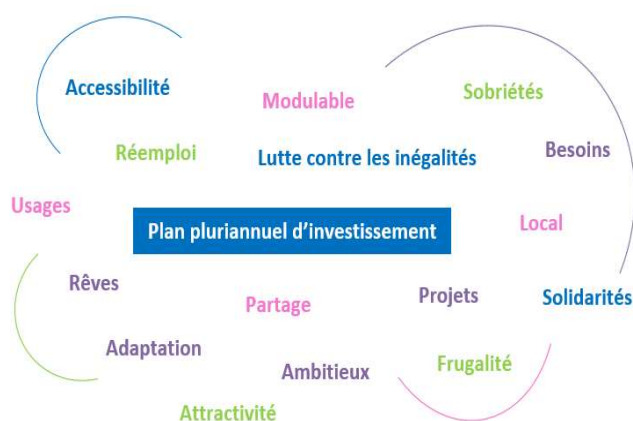 Accessibilité
Modulable
Sobriétés
Réemploi
Lutte contre les inégalités
Besoins
Usages
Plan pluriannuel d’investissement
Local
Rêves
Partage
Projets
Solidarités
Adaptation
Ambitieux
Frugalité
Attractivité